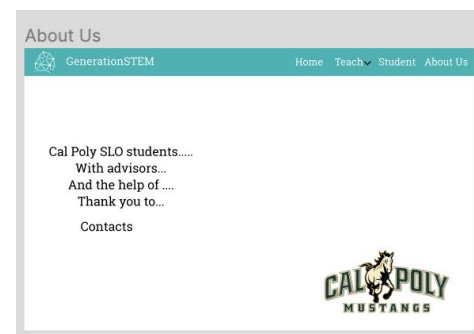 About Us
GenerationSTEM Home Teach Student About Us
Cal Poly SLO students.....
With advisors...
And the help of ....
Thank you to...
Contacts
CAL POLY
MUSTANGS